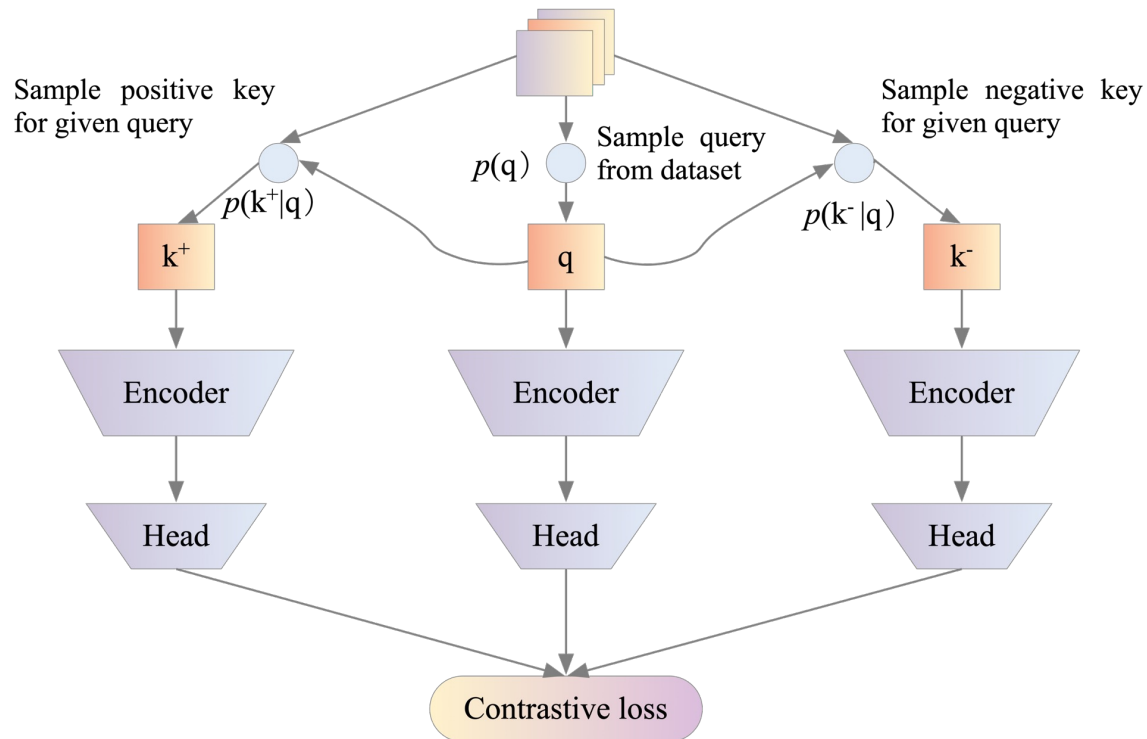 Sample positive key
for given query
Sample negative key
for given query
Sample query
from dataset
p(q)
p(k⁺|q)
p(k⁻|q)
k⁺
q
k⁻
Encoder
Encoder
Encoder
Head
Head
Head
Contrastive loss